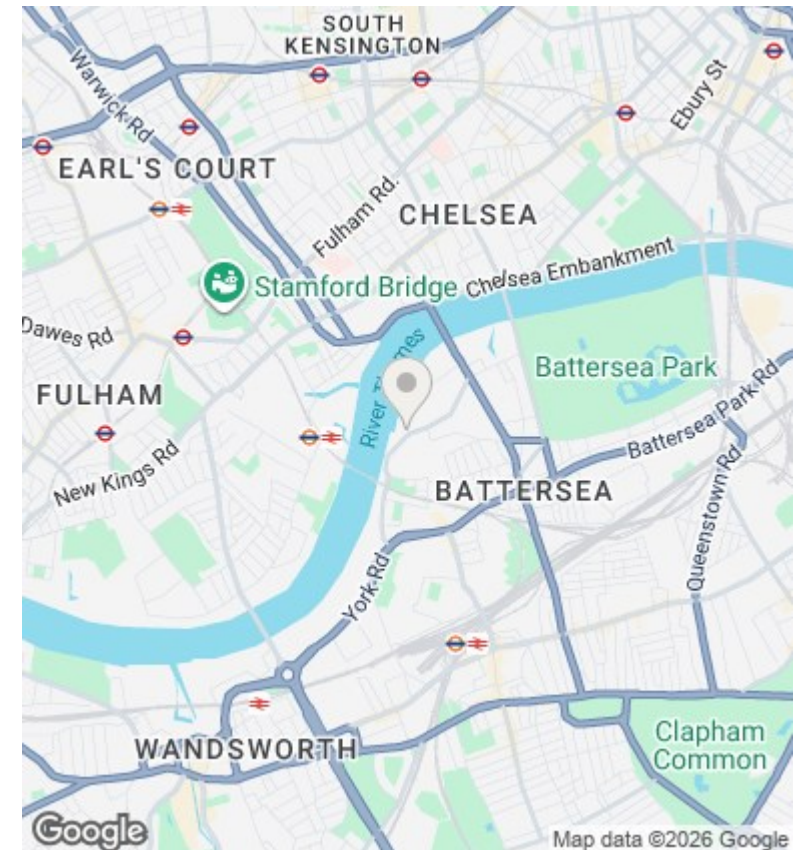 SOUTH
KENSINGTON
Ebury St
Warwick Rd
EARL'S COURT
Fulham Rd.
CHELSEA
Chelsea Embankment
Stamford Bridge
Dawes Rd
River Thames
Battersea Park
FULHAM
Battersea Park Rd
New Kings Rd
BATTERSEA
Queenstown Rd
York Rd
Clapham
Common
WANDSWORTH
Google
Map data ©2026 Google